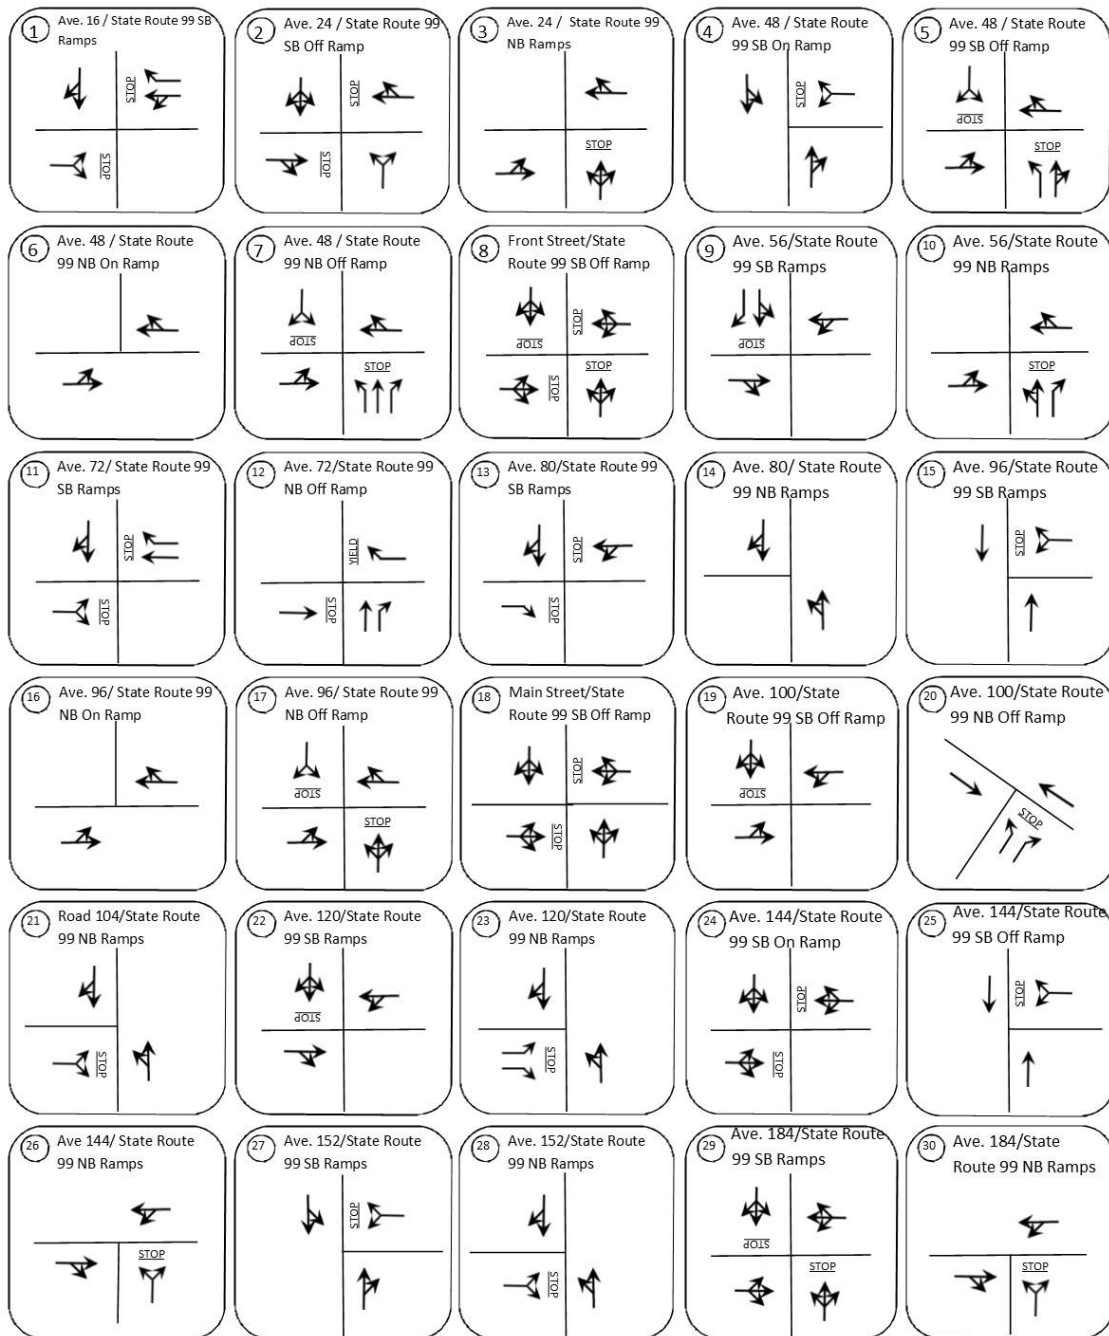 1
Ave. 16 / State Route 99 SB
Ramps
STOP
STOP
2
Ave. 24 / State Route 99
SB Off Ramp
STOP
STOP
3
Ave. 24 / State Route 99
NB Ramps
STOP
4
Ave. 48 / State Route
99 SB On Ramp
STOP
5
Ave. 48 / State Route
99 SB Off Ramp
STOP
STOP
6
Ave. 48 / State Route
99 NB On Ramp
7
Ave. 48 / State Route
99 NB Off Ramp
STOP
STOP
8
Front Street/State
Route 99 SB Off Ramp
STOP
STOP
STOP
STOP
9
Ave. 56/State Route
99 SB Ramps
STOP
10
Ave. 56/State Route
99 NB Ramps
STOP
11
Ave. 72/ State Route 99
SB Ramps
STOP
STOP
12
Ave. 72/State Route 99
NB Off Ramp
YIELD
STOP
13
Ave. 80/State Route 99
SB Ramps
STOP
STOP
14
Ave. 80/ State Route
99 NB Ramps
15
Ave. 96/State Route
99 SB Ramps
STOP
16
Ave. 96/ State Route 99
NB On Ramp
17
Ave. 96/ State Route 99
NB Off Ramp
STOP
STOP
18
Main Street/State
Route 99 SB Off Ramp
STOP
STOP
19
Ave. 100/State
Route 99 SB Off Ramp
STOP
20
Ave. 100/State Route
99 NB Off Ramp
STOP
21
Road 104/State Route
99 NB Ramps
STOP
22
Ave. 120/State Route
99 SB Ramps
STOP
23
Ave. 120/State Route
99 NB Ramps
STOP
24
Ave. 144/State Route
99 SB On Ramp
STOP
STOP
25
Ave. 144/State Route
99 SB Off Ramp
STOP
26
Ave 144/ State Route
99 NB Ramps
STOP
27
Ave. 152/State Route
99 SB Ramps
STOP
28
Ave. 152/State Route
99 NB Ramps
STOP
29
Ave. 184/State Route
99 SB Ramps
STOP
STOP
30
Ave. 184/State
Route 99 NB Ramps
STOP